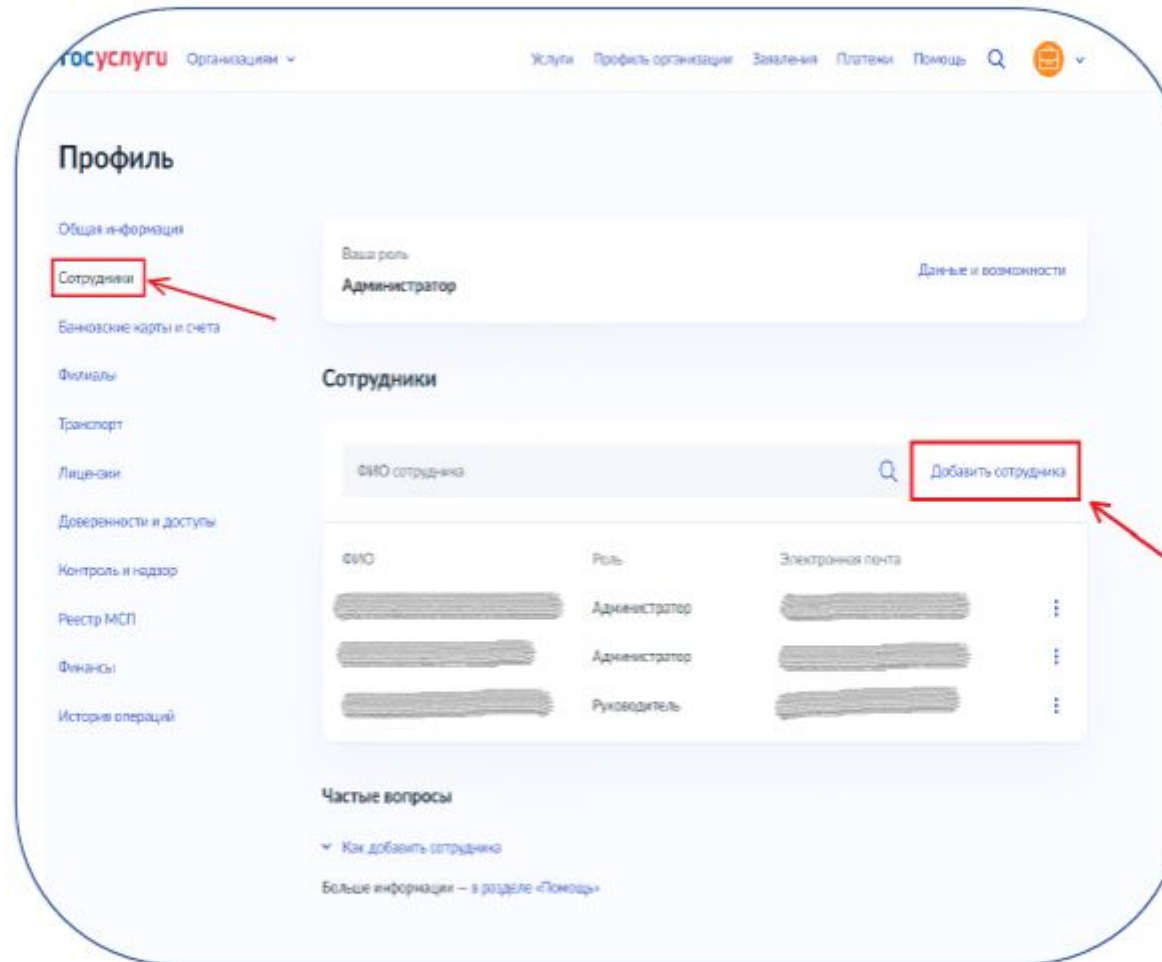 госуслуги Организациям Услуги Профиль организации Заявления Платежи Помощь
Профиль
Общая информация
Сотрудники
Банковские карты и счета
Филиалы
Транспорт
Лицензии
Доверенности и доступы
Контроль и надзор
Реестр МСП
Финансы
История операций
Ваша роль
Администратор
Данные и возможности
Сотрудники
ФИО сотрудника
Добавить сотрудника
ФИО Роль Электронная почта
Администратор
Администратор
Руководитель
Частые вопросы
Как добавить сотрудника
Больше информации — в разделе «Помощь»